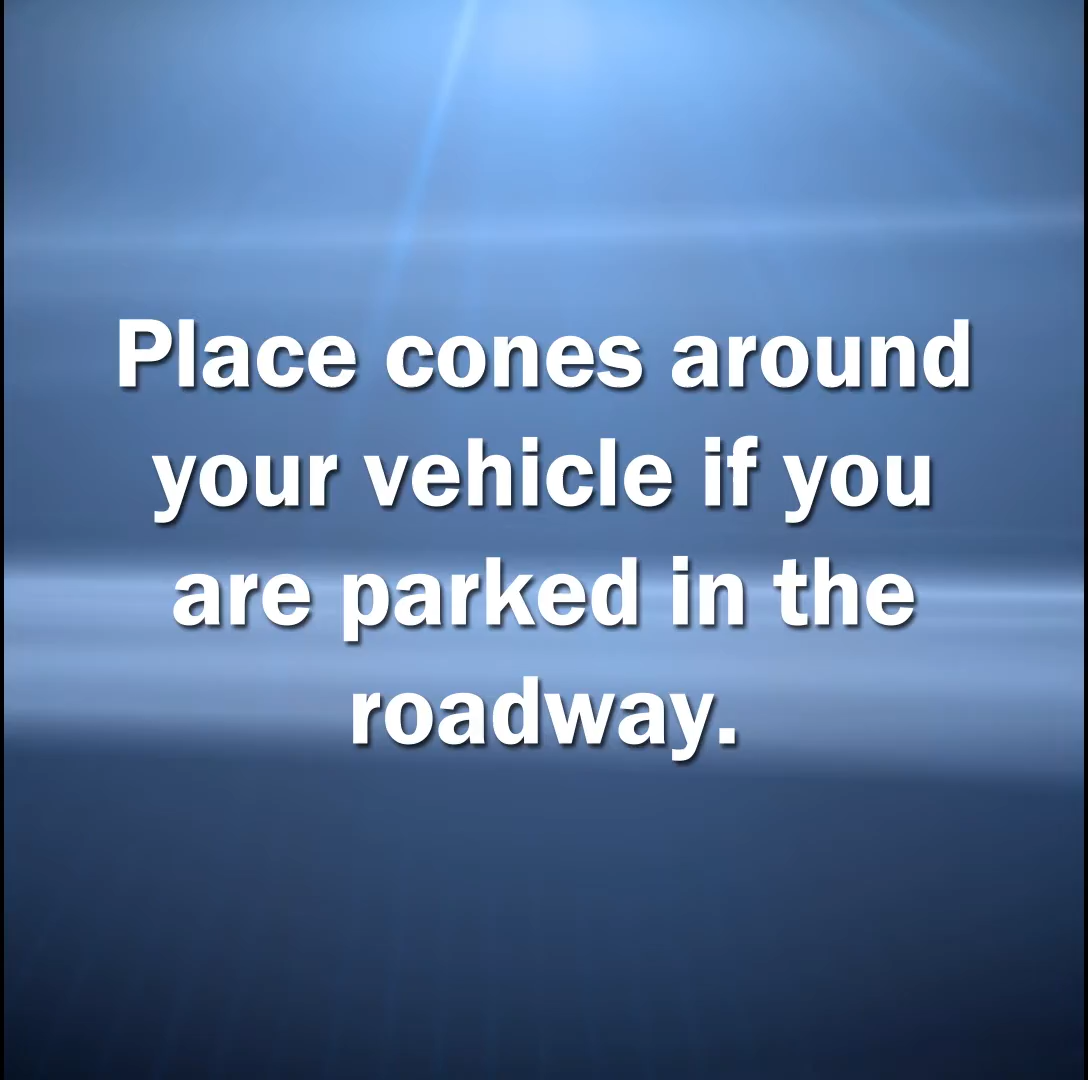 Place cones around
your vehicle if you
are parked in the
roadway.